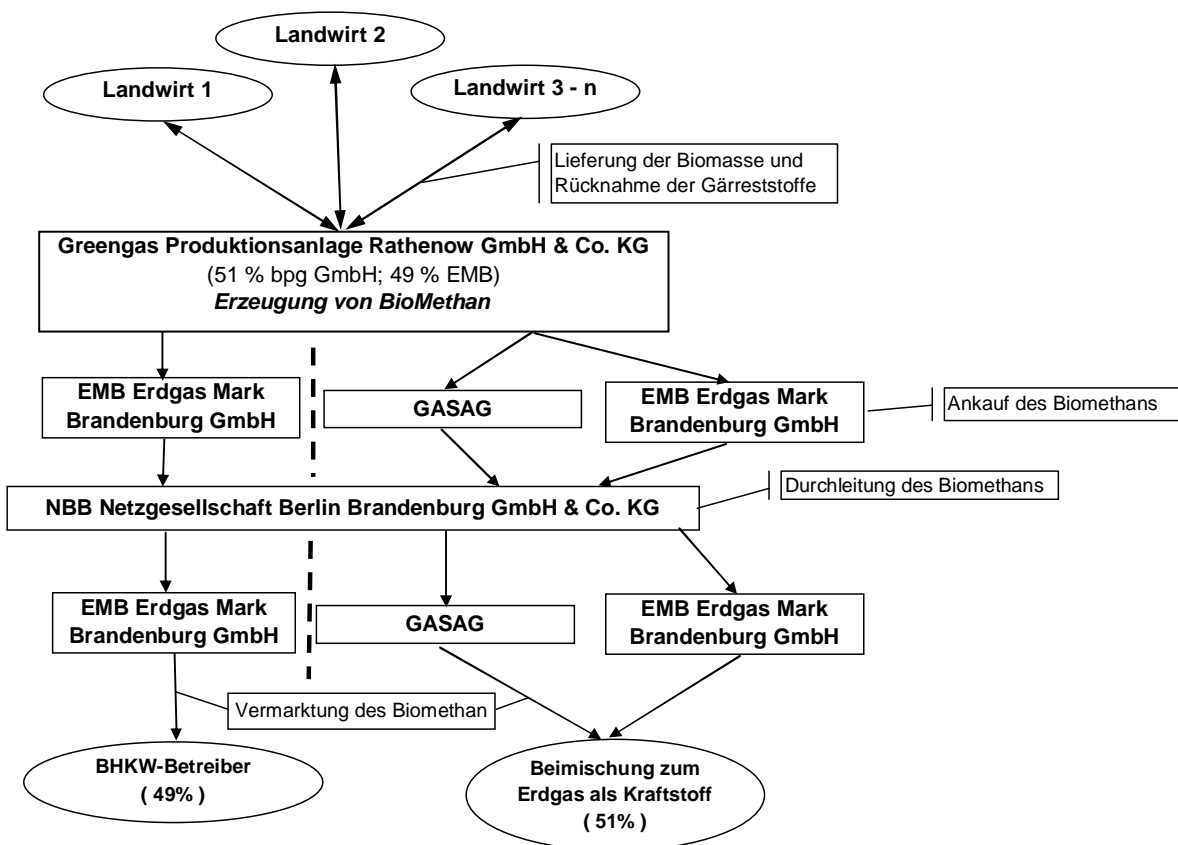 Landwirt 2
Landwirt 1
Landwirt 3 - n
Lieferung der Biomasse und
Rücknahme der Gärreststoffe
Greengas Produktionsanlage Rathenow GmbH & Co. KG
(51 % bpg GmbH; 49 % EMB)
Erzeugung von BioMethan
EMB Erdgas Mark
Brandenburg GmbH
GASAG
EMB Erdgas Mark
Brandenburg GmbH
Ankauf des Biomethans
NBB Netzgesellschaft Berlin Brandenburg GmbH & Co. KG
Durchleitung des Biomethans
EMB Erdgas Mark
Brandenburg GmbH
GASAG
EMB Erdgas Mark
Brandenburg GmbH
Vermarktung des Biomethan
BHKW-Betreiber
( 49% )
Beimischung zum
Erdgas als Kraftstoff
( 51% )